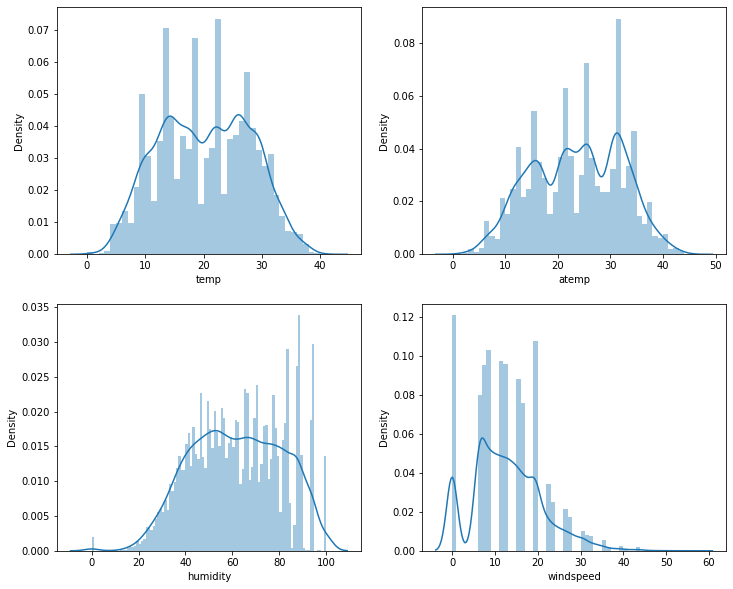 0.07
0.06
0.05
0.04
0.03
0.02
0.01
0.00
Density
0 10 20 30 40
temp
0.08
0.06
0.04
0.02
0.00
Density
0 10 20 30 40 50
atemp
0.035
0.030
0.025
0.020
0.015
0.010
0.005
0.000
Density
0 20 40 60 80 100
humidity
0.12
0.10
0.08
0.06
0.04
0.02
0.00
Density
0 10 20 30 40 50 60
windspeed